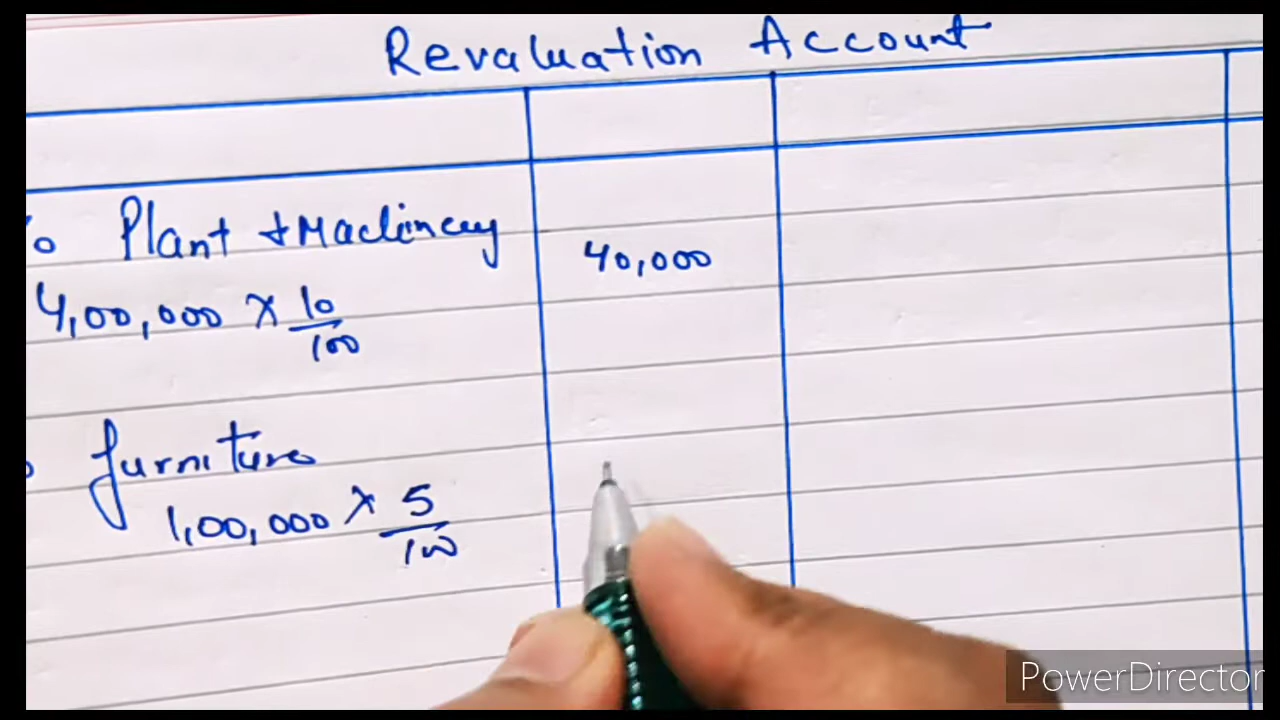 Revaluation Account
o Plant + Machinery 40,000
4,00,000 × 10/100
furniture
1,00,000 × 5/100
PowerDirector